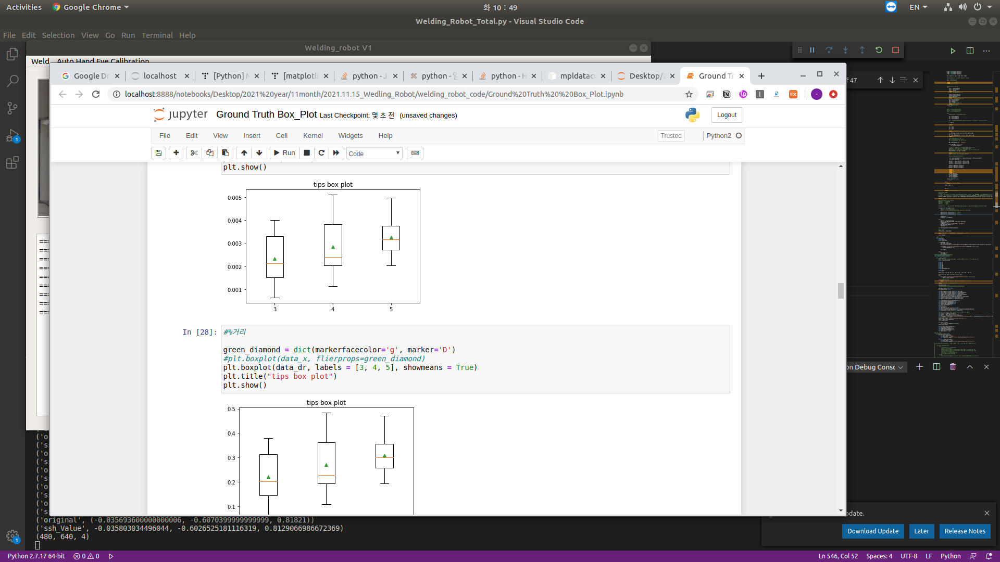 Activities
Google Chrome
화 10 : 49
EN
Welding_Robot_Total.py - Visual Studio Code
File Edit Selection View Go Run Terminal Help
Welding_robot V1
Auto Hand Eye Calibration
Google Dr
localhost
[Python] N
[matplotli
python - J
python - 일
python - H
mpldatacu
Desktop/2
Ground Tr
of 47
localhost:8888/notebooks/Desktop/2021%20year/11month/2021.11.15_Wedling_Robot/welding_robot_code/Ground%20Truth%20%20Box_Plot.ipynb
jupyter
Ground Truth Box_Plot Last Checkpoint: 몇 초 전 (unsaved changes)
Logout
File Edit View Insert Cell Kernel Widgets Help
Trusted
Python2
Run
Code
plt.show()
tips box plot
0.005
0.004
0.003
0.002
0.001
3 4 5
In [28]:
#%거리
green_diamond = dict(markerfacecolor='g', marker='D')
#plt.boxplot(data_x, flierprops=green_diamond)
plt.boxplot(data_dr, labels = [3, 4, 5], showmeans = True)
plt.title("tips box plot")
plt.show()
tips box plot
0.5
0.4
0.3
0.2
0.1
on Debug Consc
('original', (-0.035693600000000006, -0.6070399999999999, 0.81821))
('ssh_Value', -0.035803034496044, -0.6026525181116319, 0.8129066986672369)
(480, 640, 4)
pdate.
Download Update
Later
Release Notes
Python 2.7.17 64-bit
0
0
Ln 546, Col 52
Spaces: 4
UTF-8
LF
Python